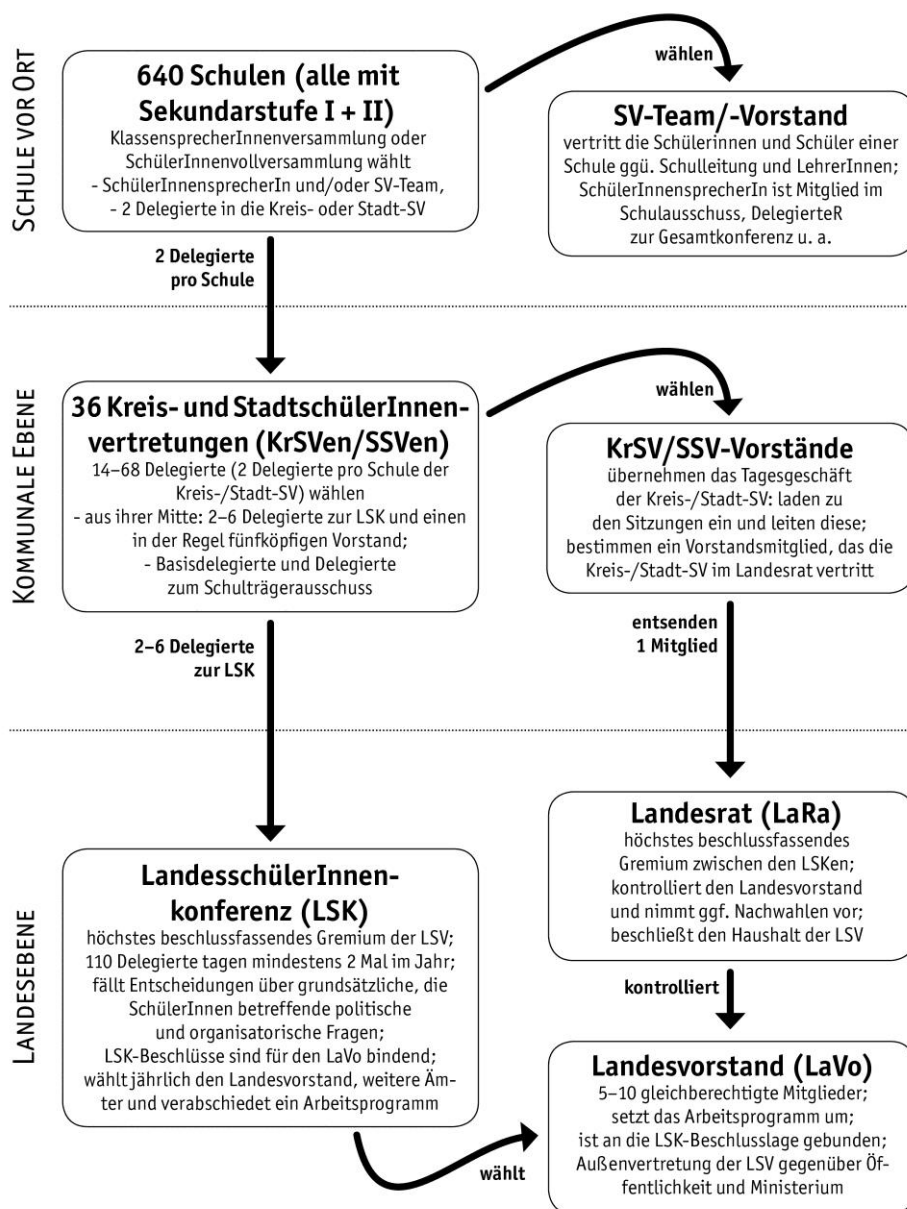 SCHULE VOR ORT
640 Schulen (alle mit
Sekundarstufe I + II)
KlassensprecherInnenversammlung oder
SchülerInnenvollversammlung wählt
- SchülerInnensprecherIn und/oder SV-Team,
- 2 Delegierte in die Kreis- oder Stadt-SV
wählen
SV-Team/-Vorstand
vertritt die Schülerinnen und Schüler einer
Schule ggü. Schulleitung und LehrerInnen;
SchülerInnensprecherIn ist Mitglied im
Schulausschuss, DelegierteR
zur Gesamtkonferenz u. a.
2 Delegierte
pro Schule
KOMMUNALE EBENE
36 Kreis- und StadtschülerInnen-
vertretungen (KrSVen/SSVen)
14–68 Delegierte (2 Delegierte pro Schule der
Kreis-/Stadt-SV) wählen
- aus ihrer Mitte: 2–6 Delegierte zur LSK und einen
in der Regel fünfköpfigen Vorstand;
- Basisdelegierte und Delegierte
zum Schulträgerausschuss
wählen
KrSV/SSV-Vorstände
übernehmen das Tagesgeschäft
der Kreis-/Stadt-SV: laden zu
den Sitzungen ein und leiten diese;
bestimmen ein Vorstandsmitglied, das die
Kreis-/Stadt-SV im Landesrat vertritt
2–6 Delegierte
zur LSK
entsenden
1 Mitglied
LANDESEBENE
LandesschülerInnen-
konferenz (LSK)
höchstes beschlussfassendes Gremium der LSV;
110 Delegierte tagen mindestens 2 Mal im Jahr;
fällt Entscheidungen über grundsätzliche, die
SchülerInnen betreffende politische
und organisatorische Fragen;
LSK-Beschlüsse sind für den LaVo bindend;
wählt jährlich den Landesvorstand, weitere Äm-
ter und verabschiedet ein Arbeitsprogramm
Landesrat (LaRa)
höchstes beschlussfassendes
Gremium zwischen den LSKen;
kontrolliert den Landesvorstand
und nimmt ggf. Nachwahlen vor;
beschließt den Haushalt der LSV
kontrolliert
wählt
Landesvorstand (LaVo)
5–10 gleichberechtigte Mitglieder;
setzt das Arbeitsprogramm um;
ist an die LSK-Beschlusslage gebunden;
Außenvertretung der LSV gegenüber Öf-
fentlichkeit und Ministerium